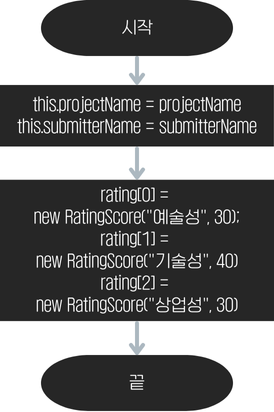 시작
this.projectName = projectName
this.submitterName = submitterName
rating[0] =
new RatingScore("예술성", 30);
rating[1] =
new RatingScore("기술성", 40)
rating[2] =
new RatingScore("상업성", 30)
끝